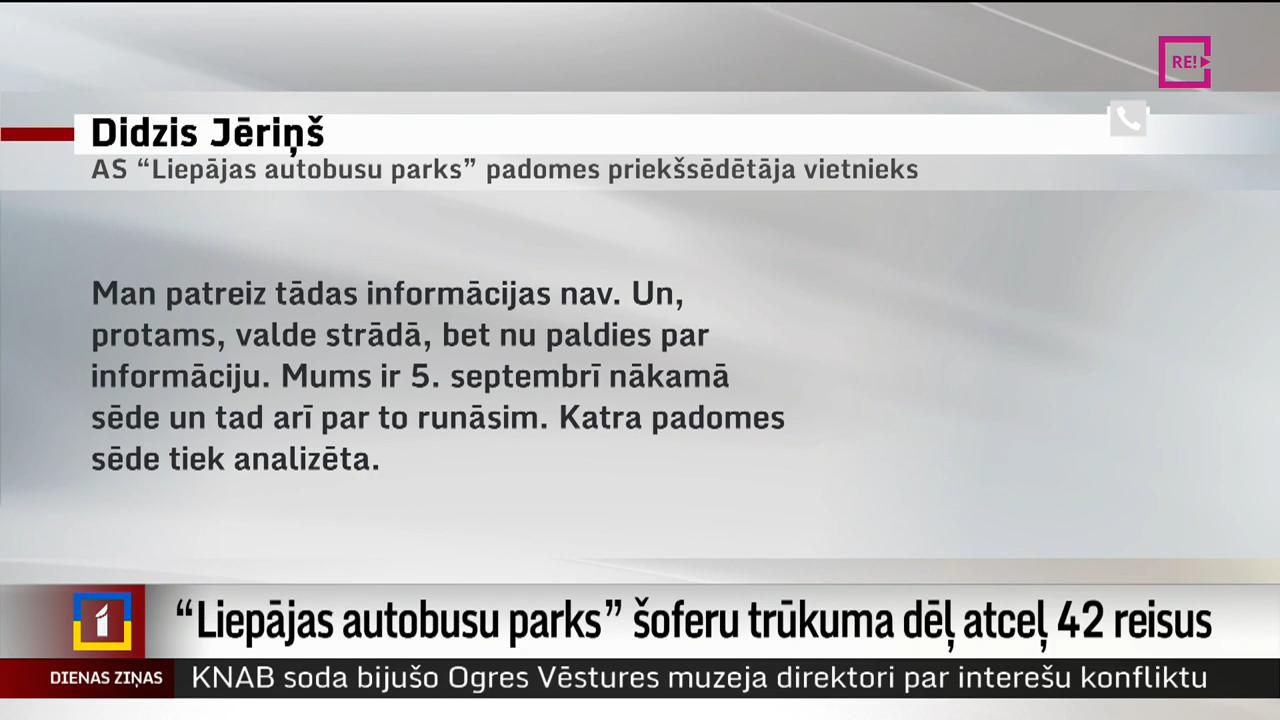 RE!
Didzis Jēriņš
AS “Liepājas autobusu parks” padomes priekšsēdētāja vietnieks
Man patreiz tādas informācijas nav. Un,
protams, valde strādā, bet nu paldies par
informāciju. Mums ir 5. septembrī nākamā
sēde un tad arī par to runāsim. Katra padomes
sēde tiek analizēta.
1
“Liepājas autobusu parks” šoferu trūkuma dēļ atceļ 42 reisus
DIENAS ZIŅAS
KNAB soda bijušo Ogres Vēstures muzeja direktori par interešu konfliktu